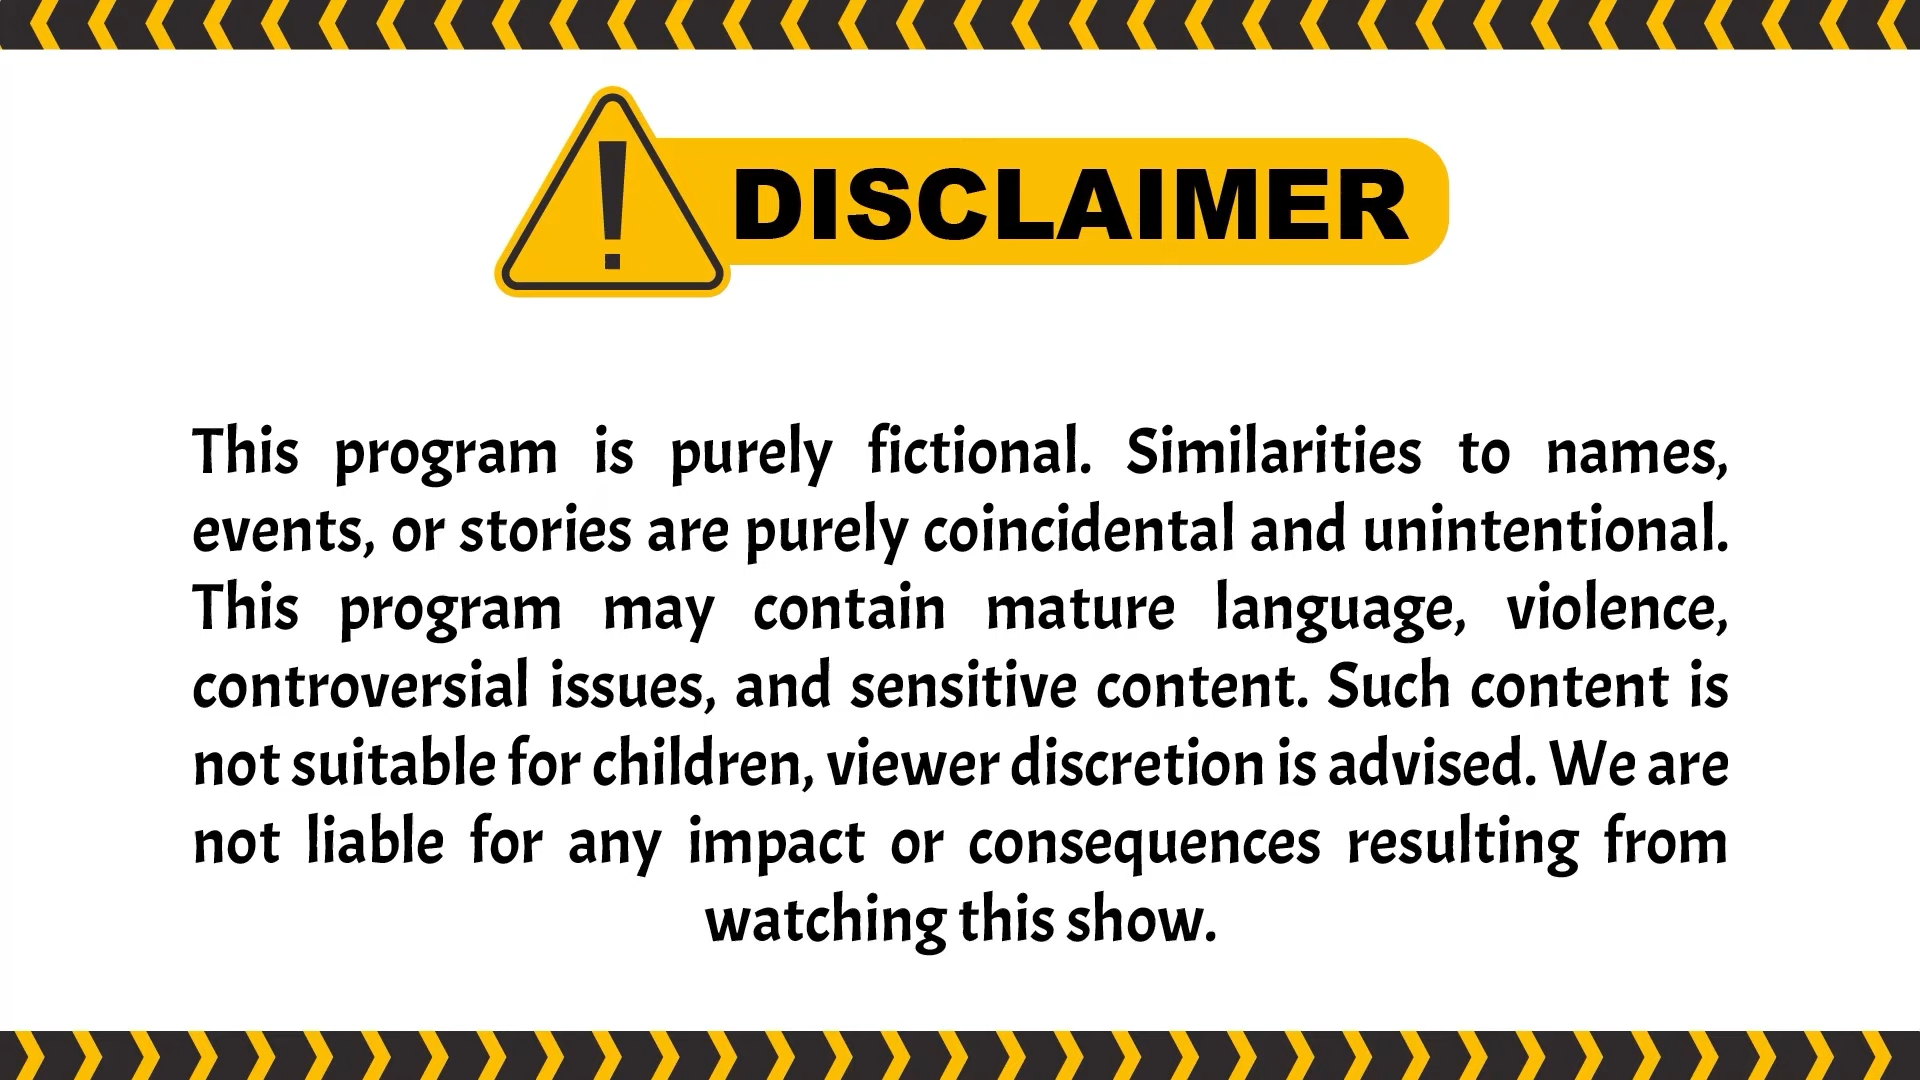 DISCLAIMER
This program is purely fictional. Similarities to names,
events, or stories are purely coincidental and unintentional.
This program may contain mature language, violence,
controversial issues, and sensitive content. Such content is
not suitable for children, viewer discretion is advised. We are
not liable for any impact or consequences resulting from
watching this show.